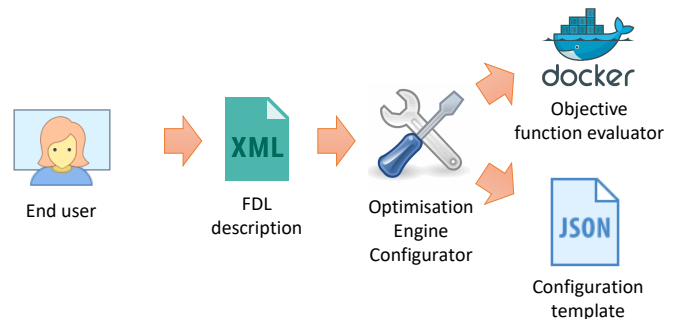 End user
XML
FDL
description
Optimisation
Engine
Configurator
docker
Objective
function evaluator
JSON
Configuration
template